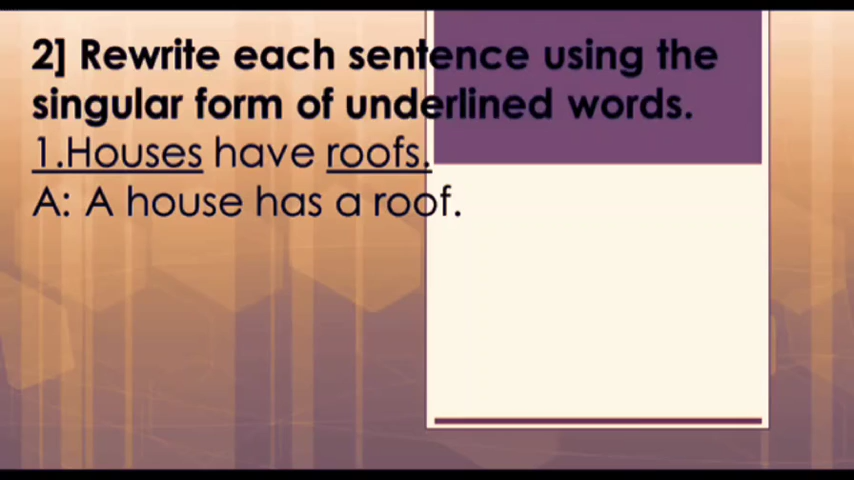 2] Rewrite each sentence using the
singular form of underlined words.
1.Houses have roofs.
A: A house has a roof.